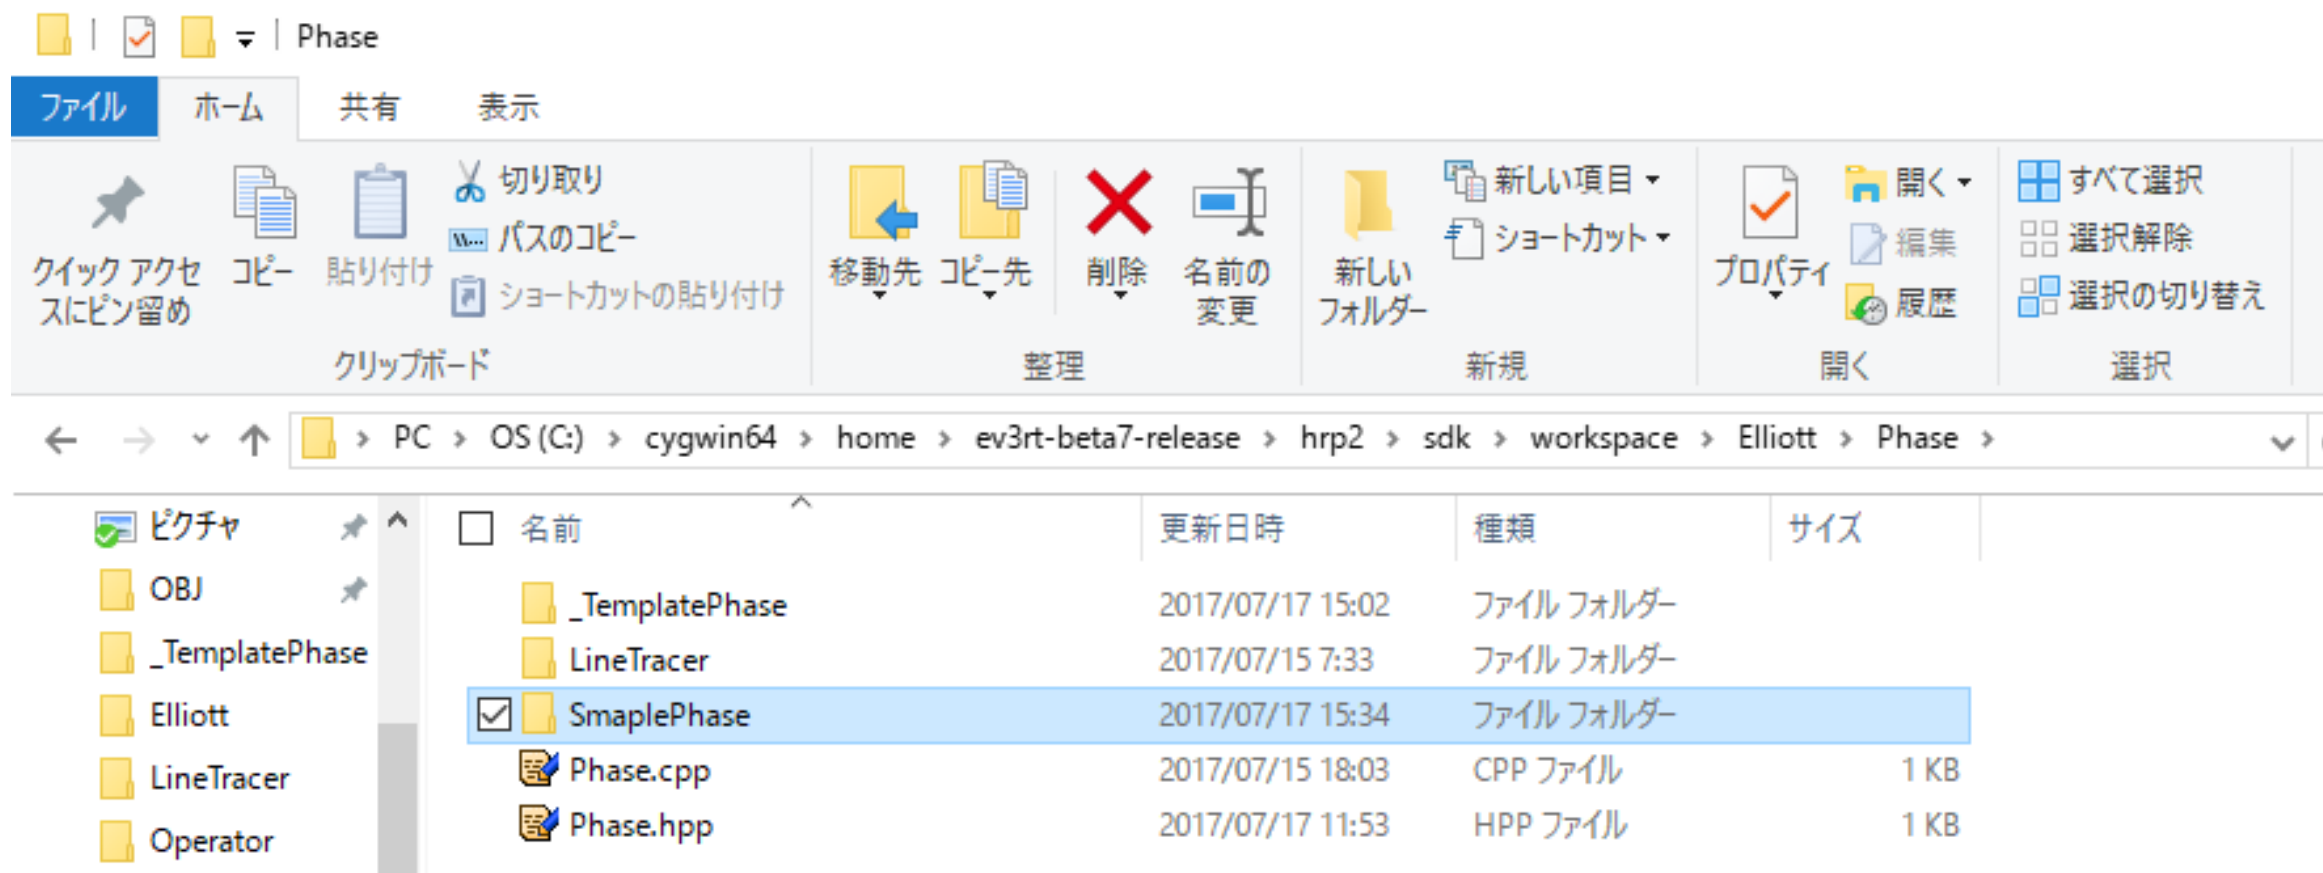 Phase
ファイル ホーム 共有 表示
クイック アクセスにピン留め
コピー
貼り付け
切り取り
パスのコピー
ショートカットの貼り付け
クリップボード
移動先
コピー先
削除
名前の変更
整理
新しいフォルダー
新しい項目
ショートカット
新規
プロパティ
開く
編集
履歴
開く
すべて選択
選択解除
選択の切り替え
選択
PC > OS (C:) > cygwin64 > home > ev3rt-beta7-release > hrp2 > sdk > workspace > Elliott > Phase >
ピクチャ
OBJ
_TemplatePhase
Elliott
LineTracer
Operator
名前 更新日時 種類 サイズ
_TemplatePhase 2017/07/17 15:02 ファイル フォルダー
LineTracer 2017/07/15 7:33 ファイル フォルダー
SmaplePhase 2017/07/17 15:34 ファイル フォルダー
Phase.cpp 2017/07/15 18:03 CPP ファイル 1 KB
Phase.hpp 2017/07/17 11:53 HPP ファイル 1 KB